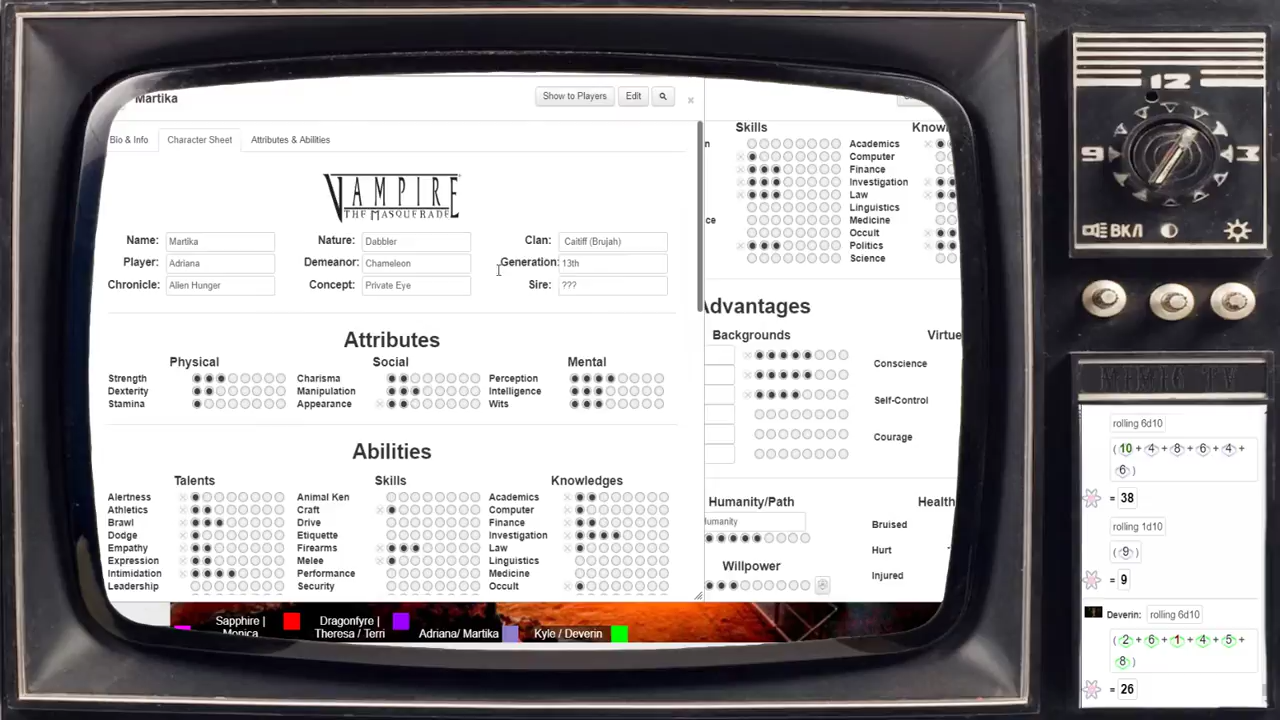 Martika
Show to Players
Edit
Bio & Info
Character Sheet
Attributes & Abilities
VAMPIRE
THE MASQUERADE
Name: Martika
Nature: Dabbler
Clan: Caitiff (Brujah)
Player: Adriana
Demeanor: Chameleon
Generation: 13th
Chronicle: Alien Hunger
Concept: Private Eye
Sire: ???
Attributes
Physical
Social
Mental
Strength
Charisma
Perception
Dexterity
Manipulation
Intelligence
Stamina
Appearance
Wits
Abilities
Talents
Skills
Knowledges
Alertness
Animal Ken
Academics
Athletics
Craft
Computer
Brawl
Drive
Finance
Dodge
Etiquette
Investigation
Empathy
Firearms
Law
Expression
Melee
Linguistics
Intimidation
Performance
Medicine
Leadership
Security
Occult
Skills
Academics
Computer
Finance
Investigation
Law
Linguistics
Medicine
Occult
Politics
Science
Advantages
Backgrounds
Virtue
Conscience
Self-Control
Courage
Humanity/Path
Health
Humanity
Bruised
Hurt
Willpower
Injured
Sapphire |
Monica
Dragonfyre |
Theresa / Terri
Adriana/ Martika
Kyle / Deverin
12
9
3
ВКЛ
rolling 6d10
(10+4+8+6+4+
6)
= 38
rolling 1d10
(9)
= 9
Deverin: rolling 6d10
(2+6+1+4+5+
8)
= 26